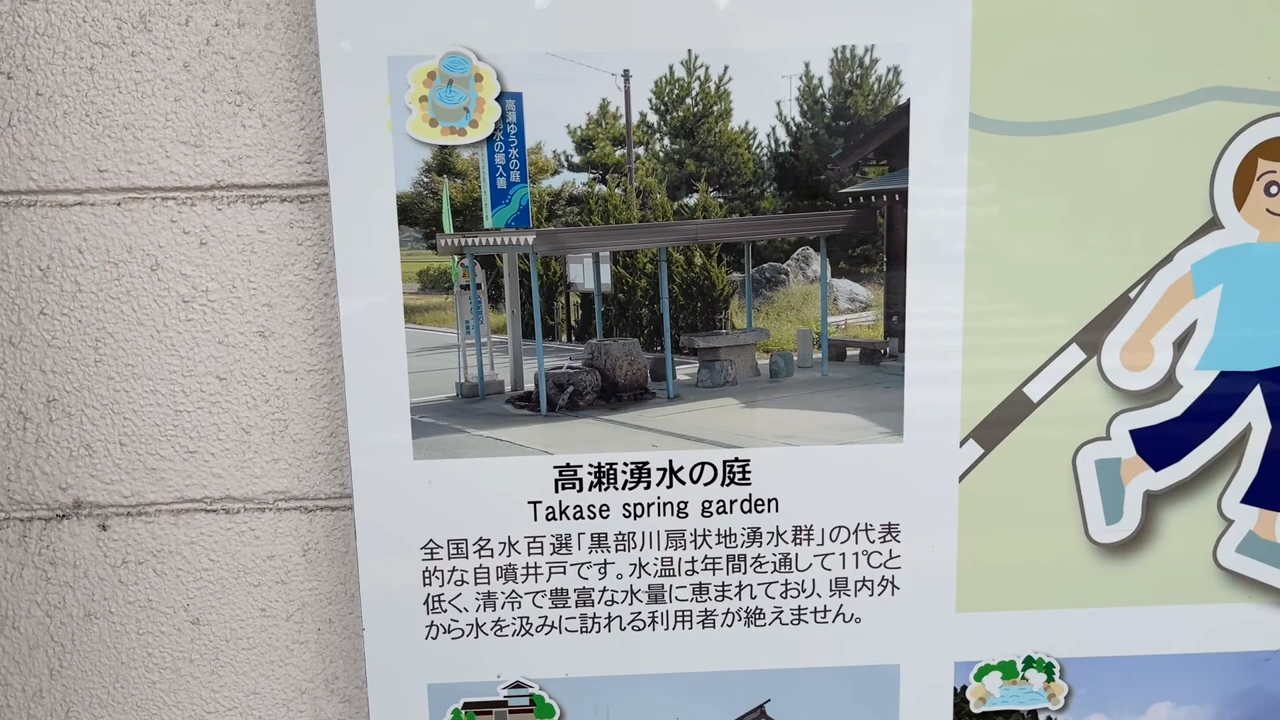 高瀬ゆう水の庭
湧水の郷入善
高瀬湧水の庭
Takase spring garden
全国名水百選「黒部川扇状地湧水群」の代表
的な自噴井戸です。水温は年間を通して11℃と
低く、清冷で豊富な水量に恵まれており、県内外
から水を汲みに訪れる利用者が絶えません。